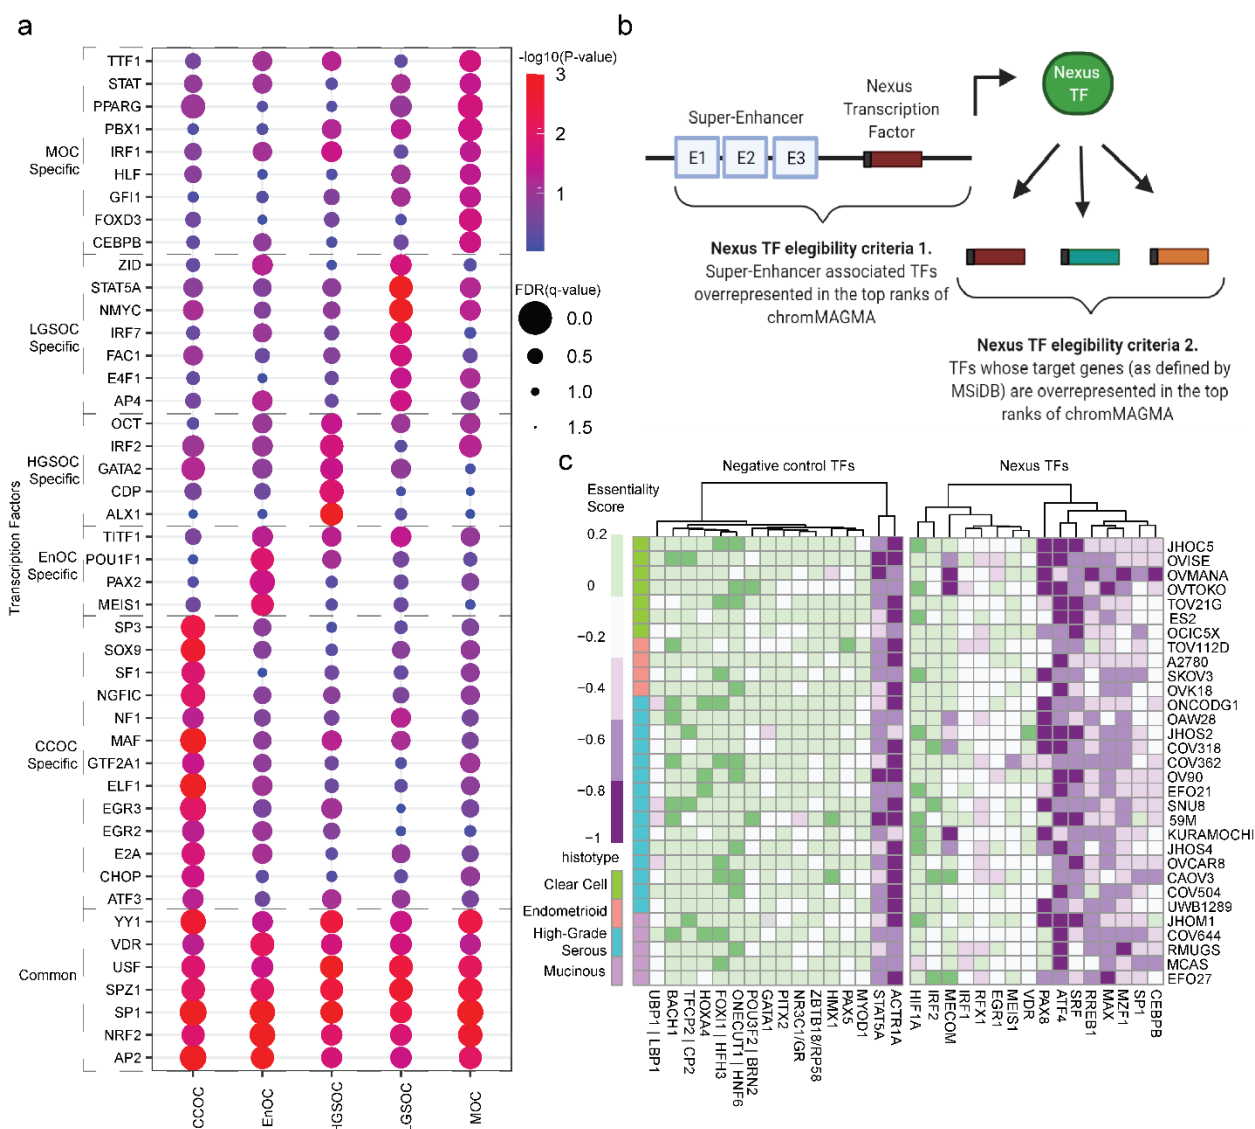 a
Transcription Factors
MOC
Specific
LGSOC
Specific
HGSOC
Specific
EnOC
Specific
CCOC
Specific
Common
TTF1
STAT
PPARG
PBX1
IRF1
HLF
GFI1
FOXD3
CEBPB
ZID
STAT5A
NMYC
IRF7
FAC1
E4F1
AP4
OCT
IRF2
GATA2
CDP
ALX1
TITF1
POU1F1
PAX2
MEIS1
SP3
SOX9
SF1
NGFIC
NF1
MAF
GTF2A1
ELF1
EGR3
EGR2
E2A
CHOP
ATF3
YY1
VDR
USF
SPZ1
SP1
NRF2
AP2
CCOC
EnOC
HGSOC
LGSOC
MOC
-log10(P-value)
3
2
1
FDR(q-value)
0.0
0.5
1.0
1.5
b
Super-Enhancer
E1
E2
E3
Nexus
Transcription
Factor
Nexus
TF
Nexus TF elegibility criteria 1.
Super-Enhancer associated TFs
overrepresented in the top ranks of
chromMAGMA
Nexus TF elegibility criteria 2.
TFs whose target genes (as defined by
MSiDB) are overrepresented in the top
ranks of chromMAGMA
c
Negative control TFs
Nexus TFs
Essentiality
Score
0.2
0
−0.2
−0.4
−0.6
−0.8
−1
histotype
Clear Cell
Endometrioid
High-Grade
Serous
Mucinous
JHOC5
OVISE
OVMANA
OVTOKO
TOV21G
ES2
OCIC5X
TOV112D
A2780
SKOV3
OVK18
ONCODG1
OAW28
JHOS2
COV318
COV362
OV90
EFO21
SNU8
59M
KURAMOCHI
JHOS4
OVCAR8
CAOV3
COV504
UWB1289
JHOM1
COV644
RMUGS
MCAS
EFO27
UBP1 | LBP1
BACH1
TFCP2 | CP2
HOXA4
FOXI1 | HFH3
ONECUT1 | HNF6
POU3F2 | BRN2
GATA1
PITX2
NR3C1/GR
ZBTB18/RP58
HMX1
PAX5
MYOD1
STAT5A
ACTR1A
HIF1A
IRF2
MECOM
IRF1
RFX1
EGR1
MEIS1
VDR
PAX8
ATF4
SRF
RREB1
MAX
MZF1
SP1
CEBPB